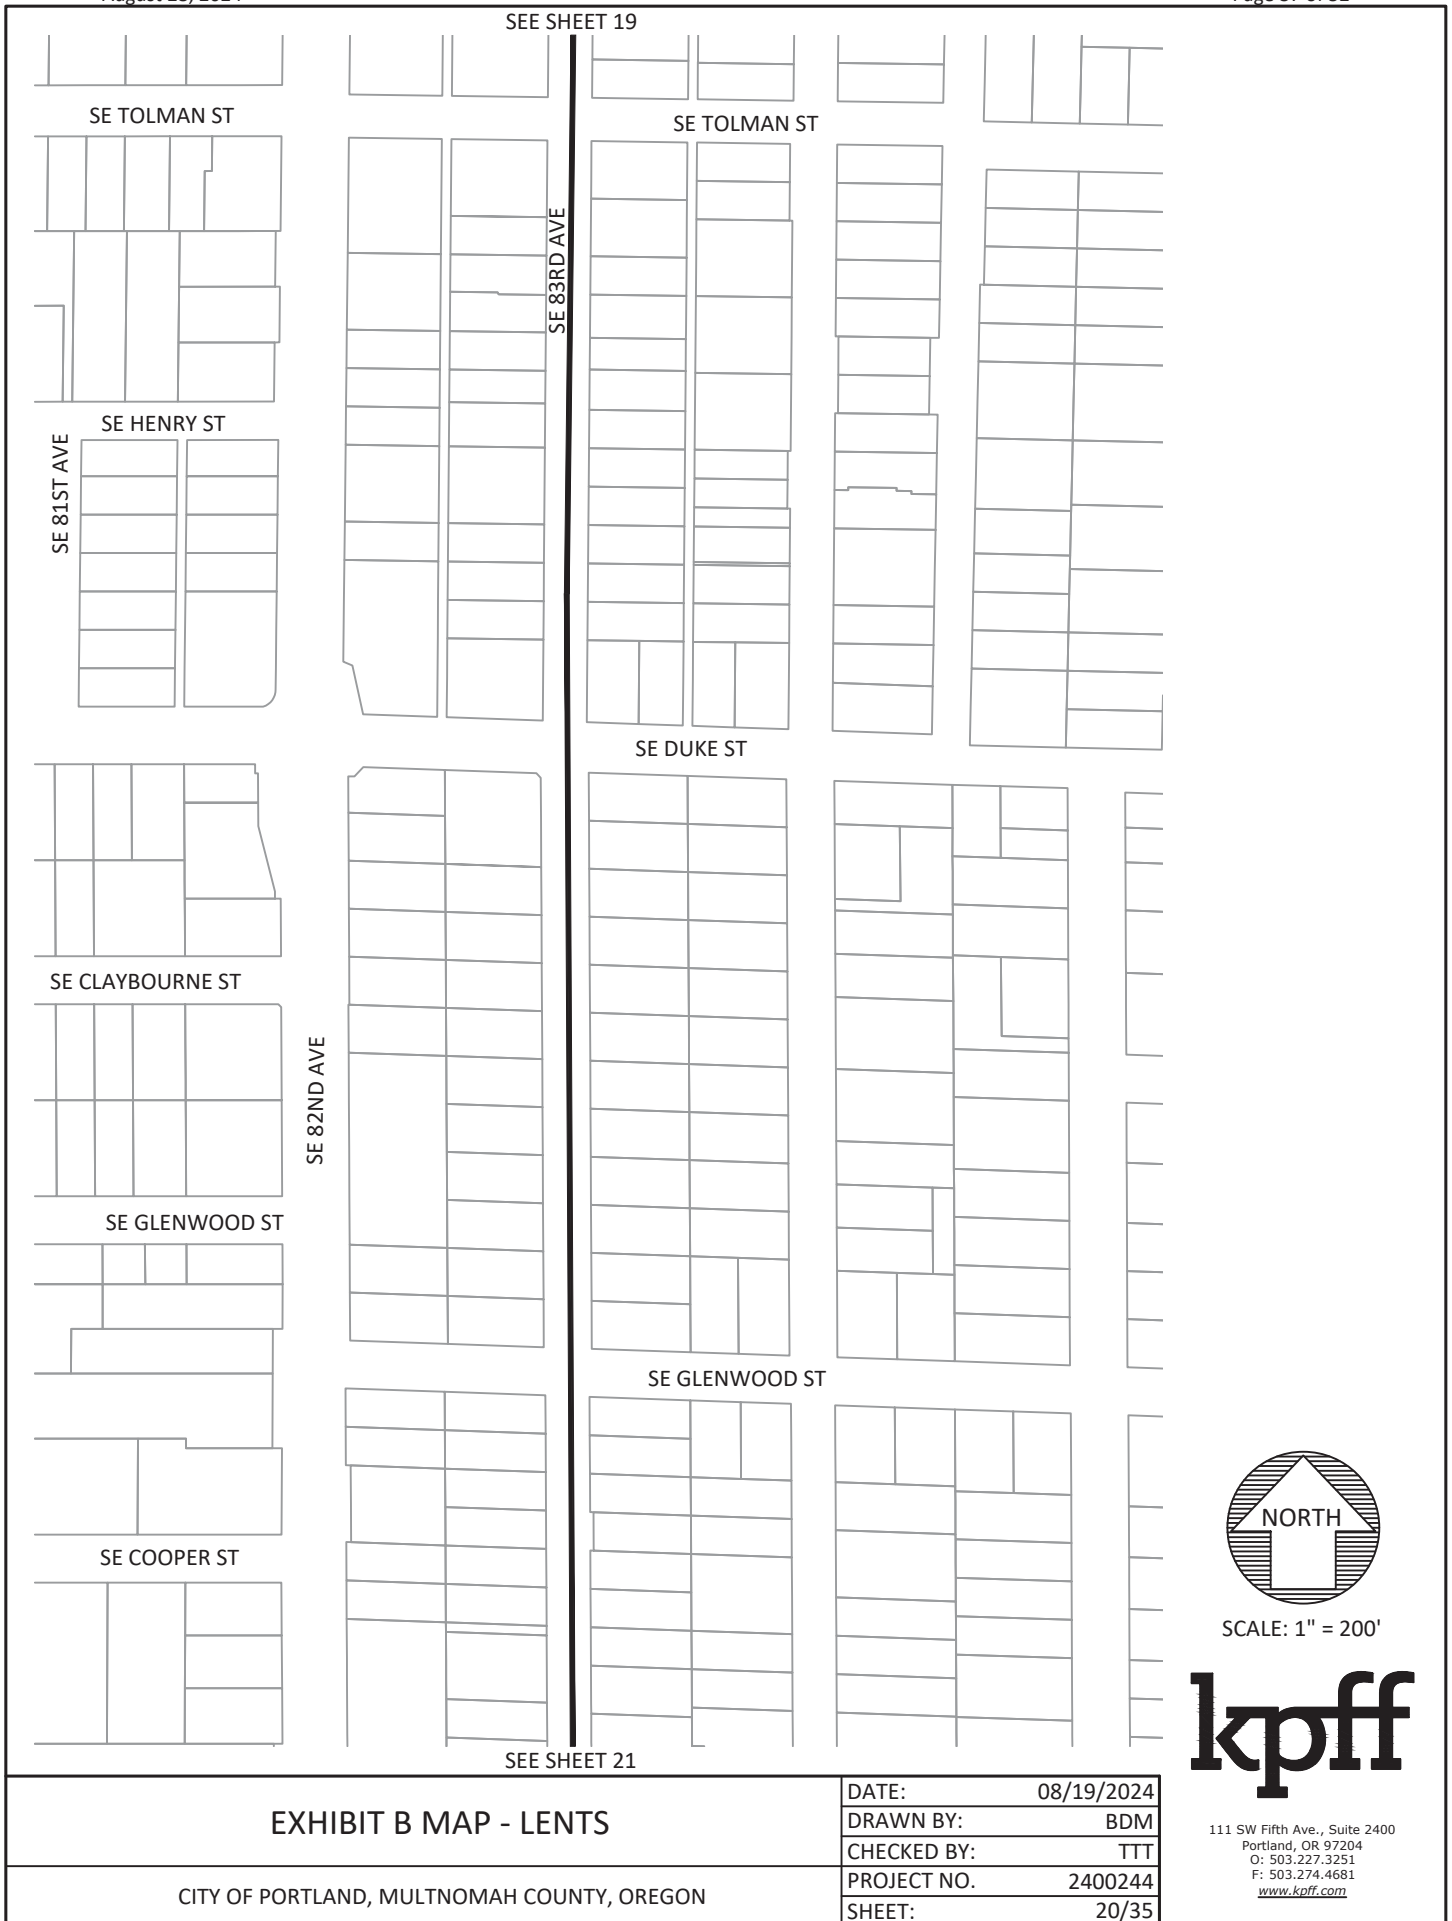 SEE SHEET 19
SE TOLMAN ST
SE TOLMAN ST
SE 83RD AVE
SE HENRY ST
SE 81ST AVE
SE DUKE ST
SE CLAYBOURNE ST
SE 82ND AVE
SE GLENWOOD ST
SE GLENWOOD ST
SE COOPER ST
NORTH
SCALE: 1" = 200'
kpff
111 SW Fifth Ave., Suite 2400
Portland, OR 97204
O: 503.227.3251
F: 503.274.4681
www.kpff.com
SEE SHEET 21
EXHIBIT B MAP - LENTS
CITY OF PORTLAND, MULTNOMAH COUNTY, OREGON
DATE: 08/19/2024
DRAWN BY: BDM
CHECKED BY: TTT
PROJECT NO. 2400244
SHEET: 20/35